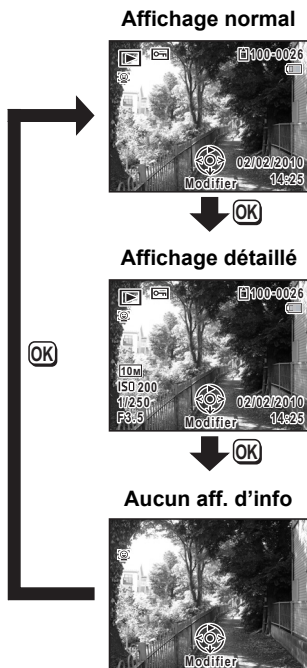 Affichage normal
100-0026
02/02/2010
14:25
Modifier
OK
Affichage détaillé
100-0026
10M
ISO 200
1/250
F3.5
02/02/2010
14:25
Modifier
OK
OK
Aucun aff. d'info
Modifier